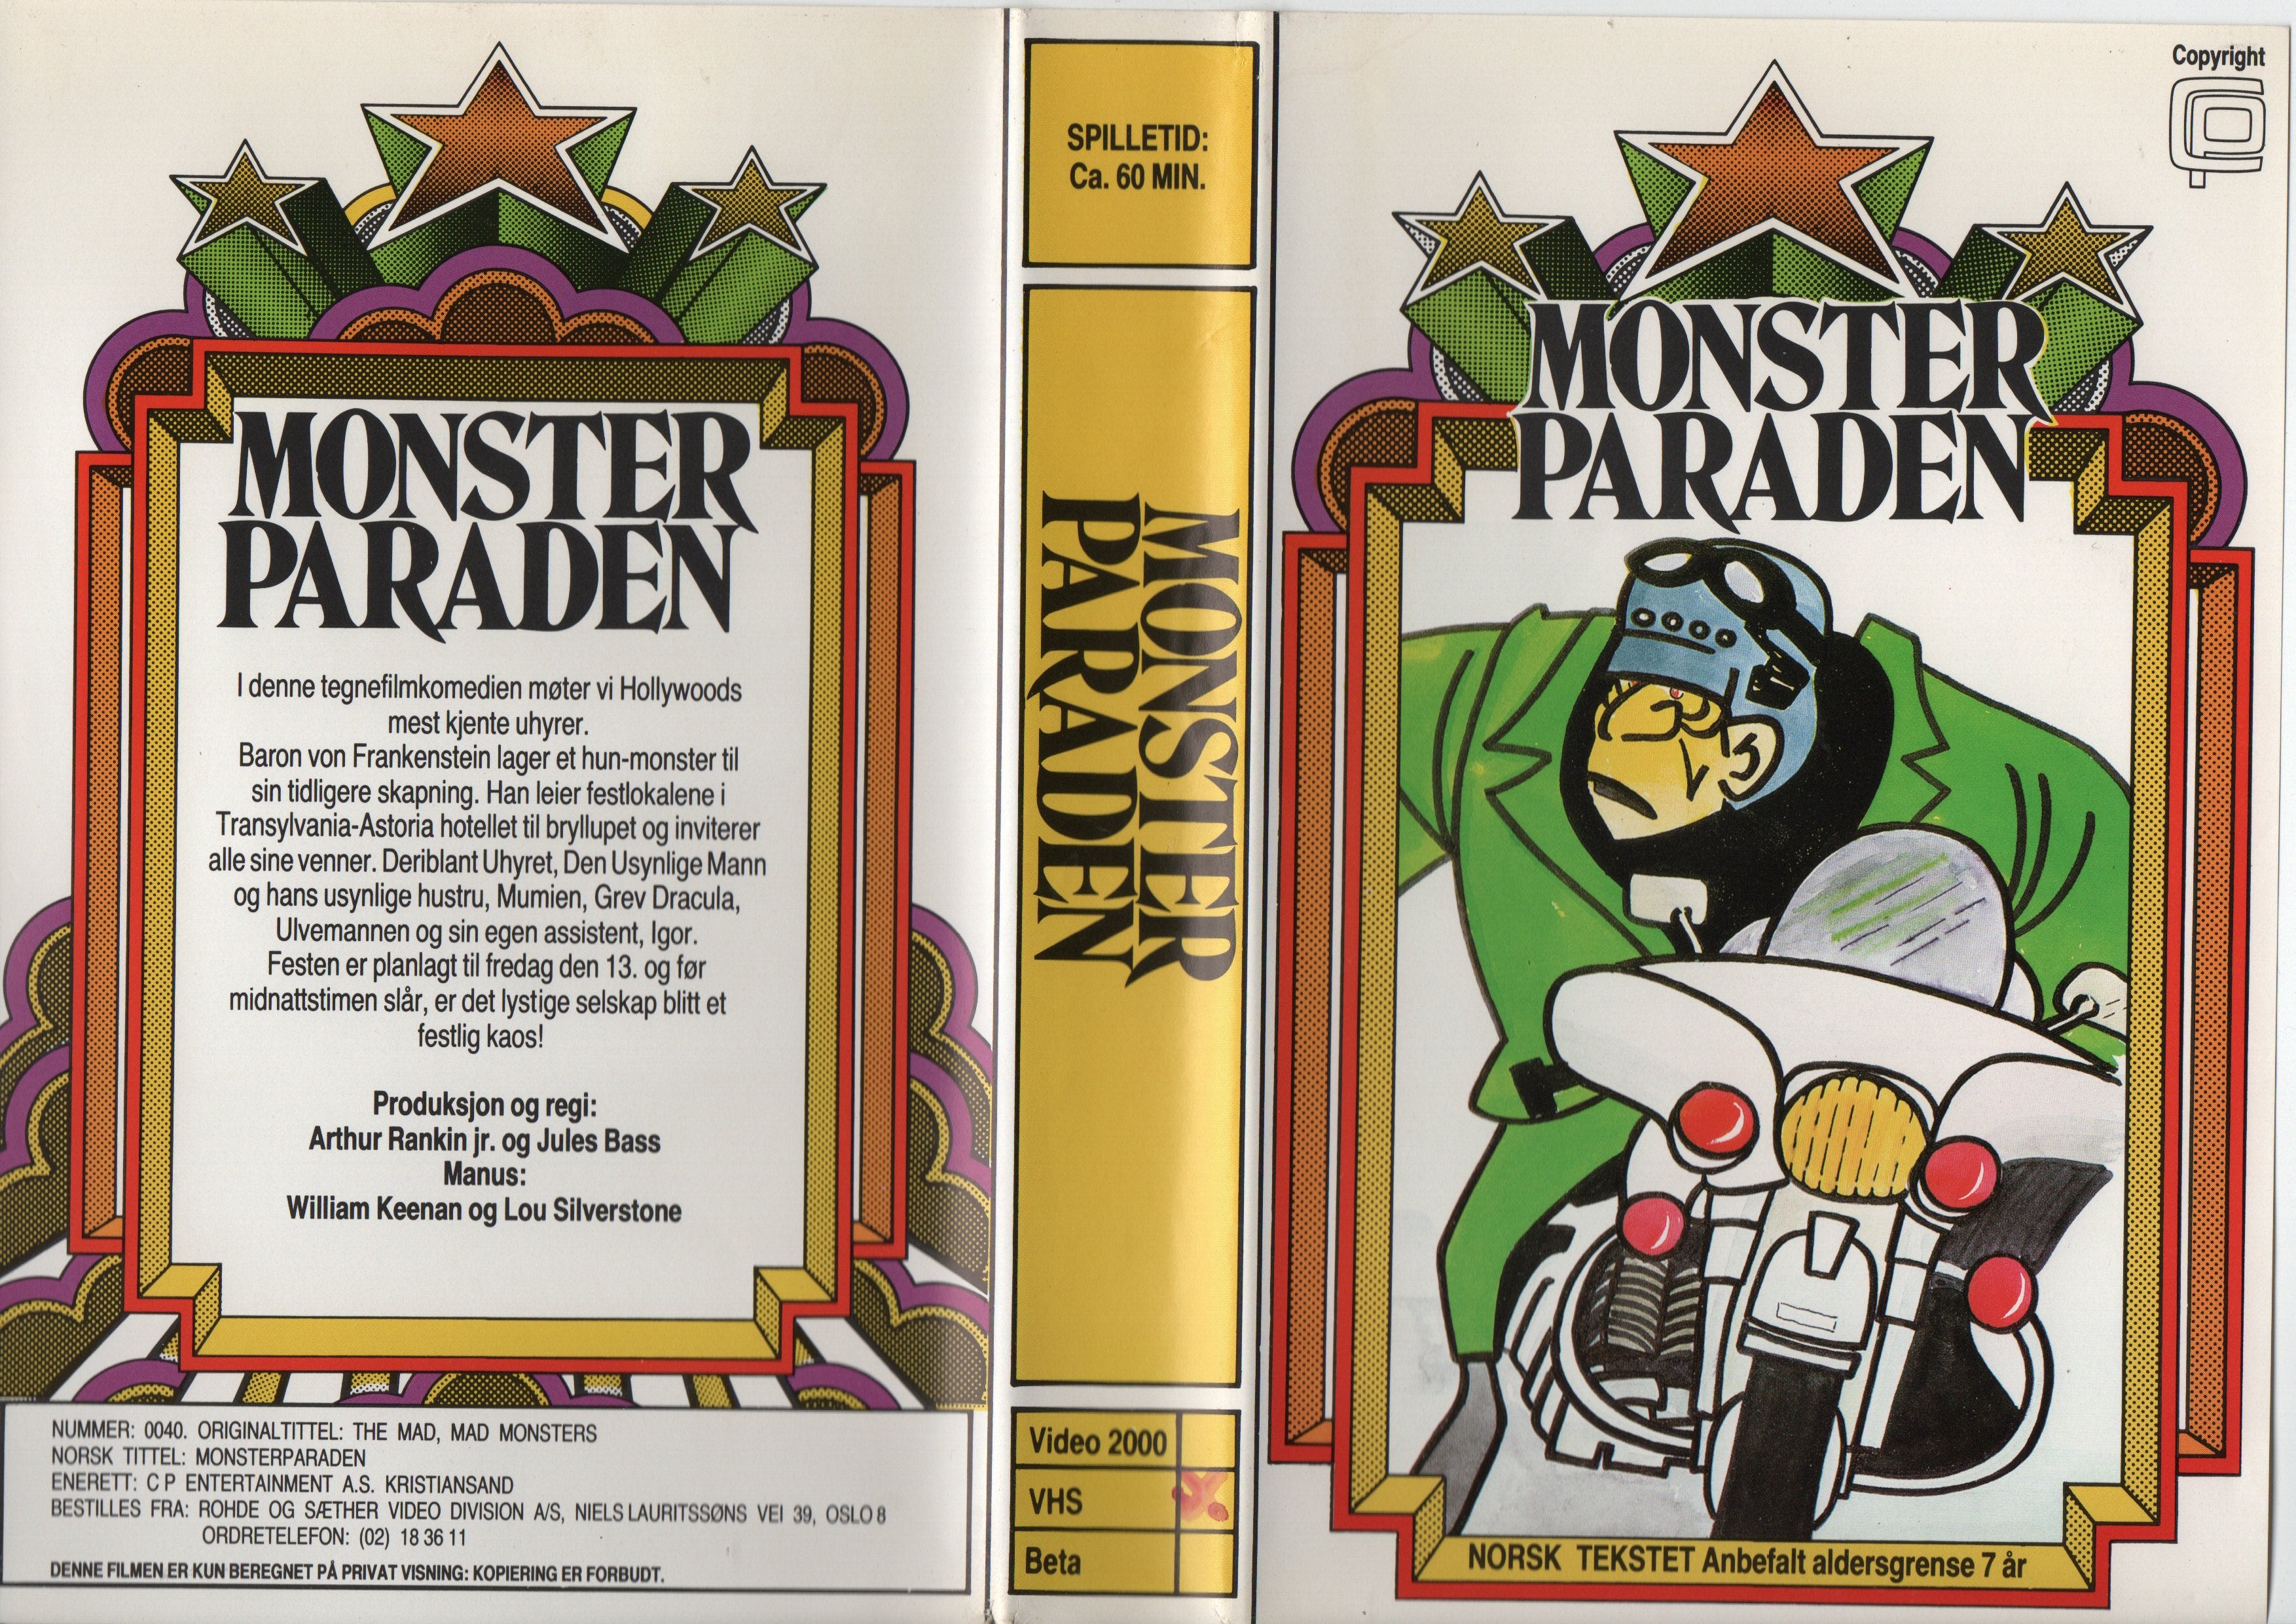 MONSTER
PARADEN
I denne tegnefilmkomedien møter vi Hollywoods
mest kjente uhyrer.
Baron von Frankenstein lager et hun-monster til
sin tidligere skapning. Han leier festlokalene i
Transylvania-Astoria hotellet til bryllupet og inviterer
alle sine venner. Deriblant Uhyret, Den Usynlige Mann
og hans usynlige hustru, Mumien, Grev Dracula,
Ulvemannen og sin egen assistent, Igor.
Festen er planlagt til fredag den 13. og før
midnattstimen slår, er det lystige selskap blitt et
festlig kaos!
Produksjon og regi:
Arthur Rankin jr. og Jules Bass
Manus:
William Keenan og Lou Silverstone
NUMMER: 0040. ORIGINALTITTEL: THE MAD, MAD MONSTERS
NORSK TITTEL: MONSTERPARADEN
ENERETT: C P ENTERTAINMENT A.S. KRISTIANSAND
BESTILLES FRA: ROHDE OG SÆTHER VIDEO DIVISION A/S, NIELS LAURITSSØNS VEI 39, OSLO 8
ORDRETELEFON: (02) 18 36 11
DENNE FILMEN ER KUN BEREGNET PÅ PRIVAT VISNING: KOPIERING ER FORBUDT.
SPILLETID:
Ca. 60 MIN.
MONSTER
PARADEN
Video 2000
VHS
Beta
Copyright
CP
MONSTER
PARADEN
NORSK TEKSTET Anbefalt aldersgrense 7 år